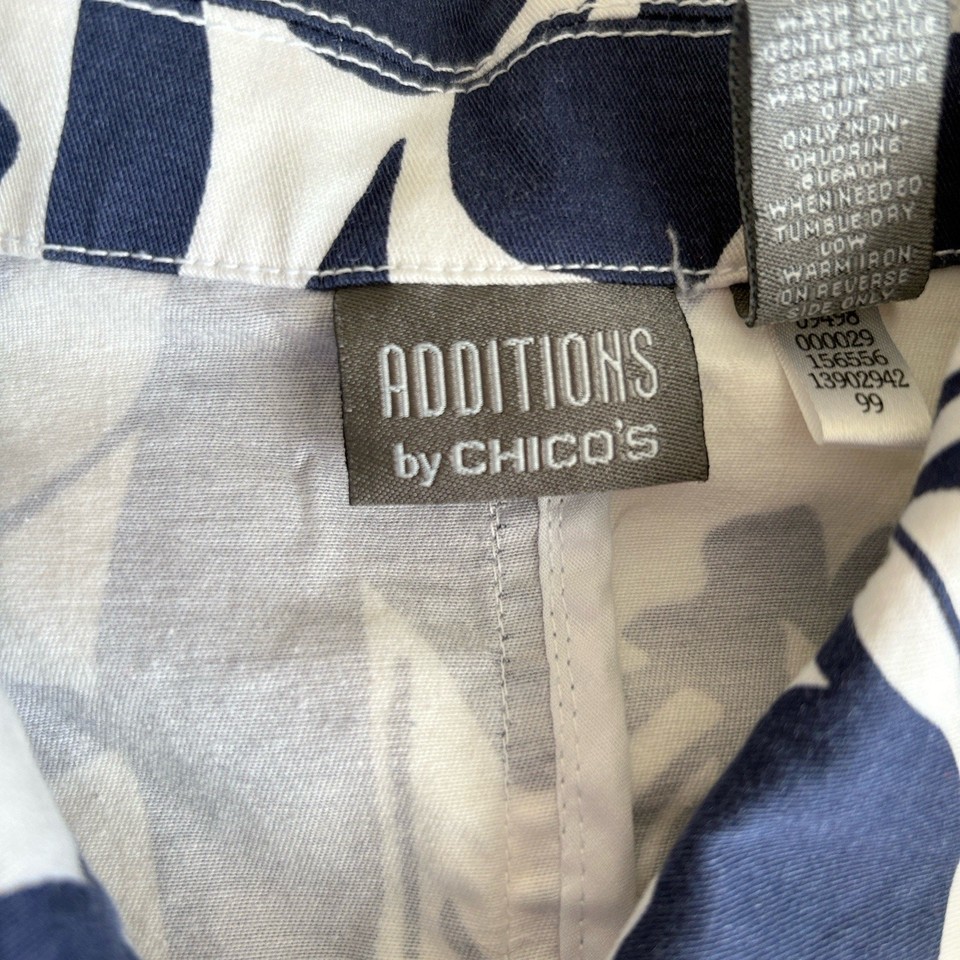 ADDITIONS
by CHICO'S
WASH COLD
GENTLE CYCLE
SEPARATELY
WASH INSIDE
OUT
ONLY NON-
CHLORINE
BLEACH
WHEN NEEDED
TUMBLE DRY
LOW
WARM IRON
ON REVERSE
SIDE ONLY
09498
000029
156556
13902942
99